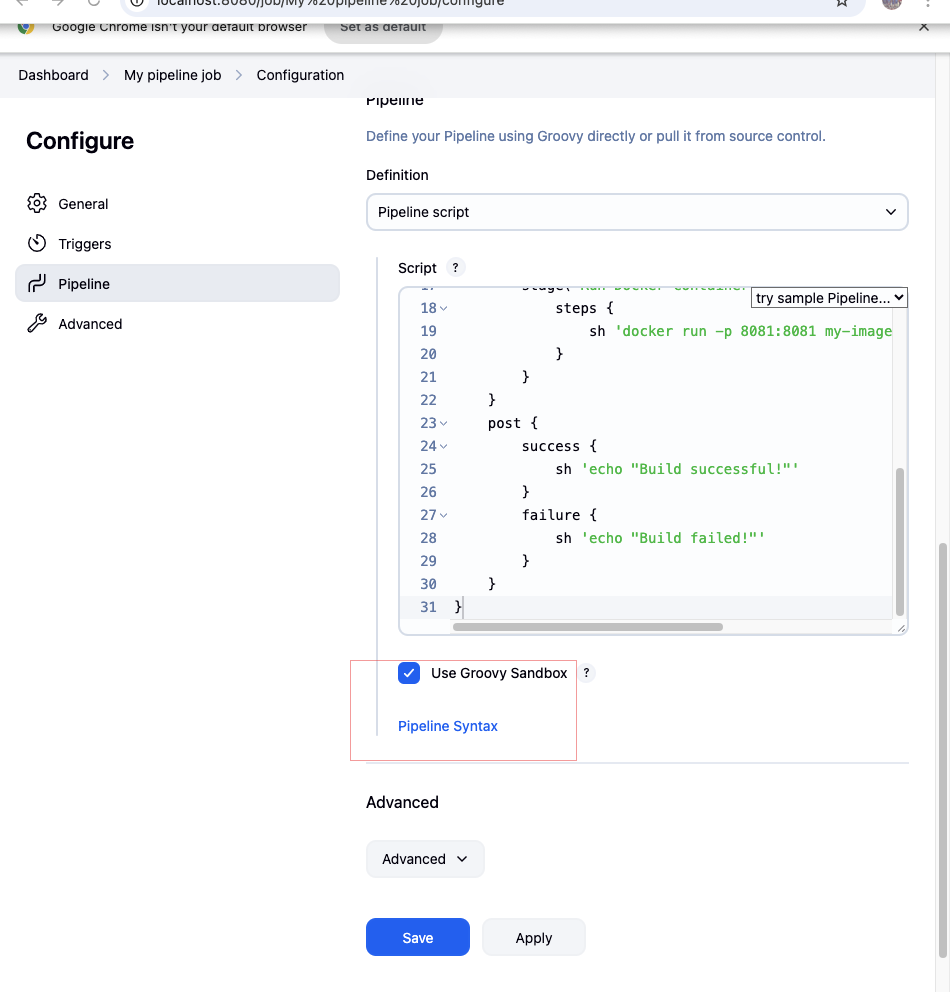 localhost:8080/job/My%20pipeline%20job/configure
Google Chrome isn't your default browser
Set as default
Dashboard
My pipeline job
Configuration
Configure
General
Triggers
Pipeline
Advanced
Pipeline
Define your Pipeline using Groovy directly or pull it from source control.
Definition
Pipeline script
Script ?
try sample Pipeline...
17 stage('Run Docker Container
18 steps {
19 sh 'docker run -p 8081:8081 my-image
20 }
21 }
22 }
23 post {
24 success {
25 sh 'echo "Build successful!"'
26 }
27 failure {
28 sh 'echo "Build failed!"'
29 }
30 }
31 }
Use Groovy Sandbox ?
Pipeline Syntax
Advanced
Advanced
Save
Apply